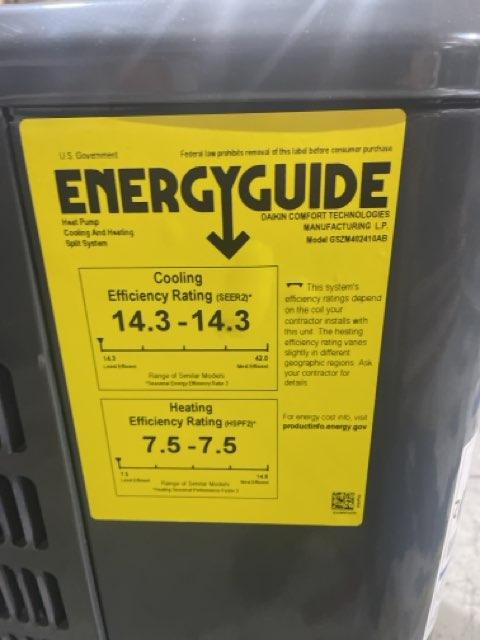 U.S. Government
Federal law prohibits removal of this label before consumer purchase
ENERGYGUIDE
Heat Pump
Cooling And Heating
Split System
DAIKIN COMFORT TECHNOLOGIES
MANUFACTURING L.P.
Model GSZM402410AB
Cooling
Efficiency Rating (SEER2)*
14.3 - 14.3
14.3
42.0
Least Efficient
Most Efficient
Range of Similar Models
*Seasonal Energy Efficiency Ratio 2
This system's
efficiency ratings depend
on the coil your
contractor installs with
this unit. The heating
efficiency rating varies
slightly in different
geographic regions. Ask
your contractor for
details.
Heating
Efficiency Rating (HSPF2)*
7.5 - 7.5
7.5
Least Efficient
Most Efficient
Range of Similar Models
*Heating Seasonal Performance Factor 2
For energy cost info, visit
productinfo.energy.gov